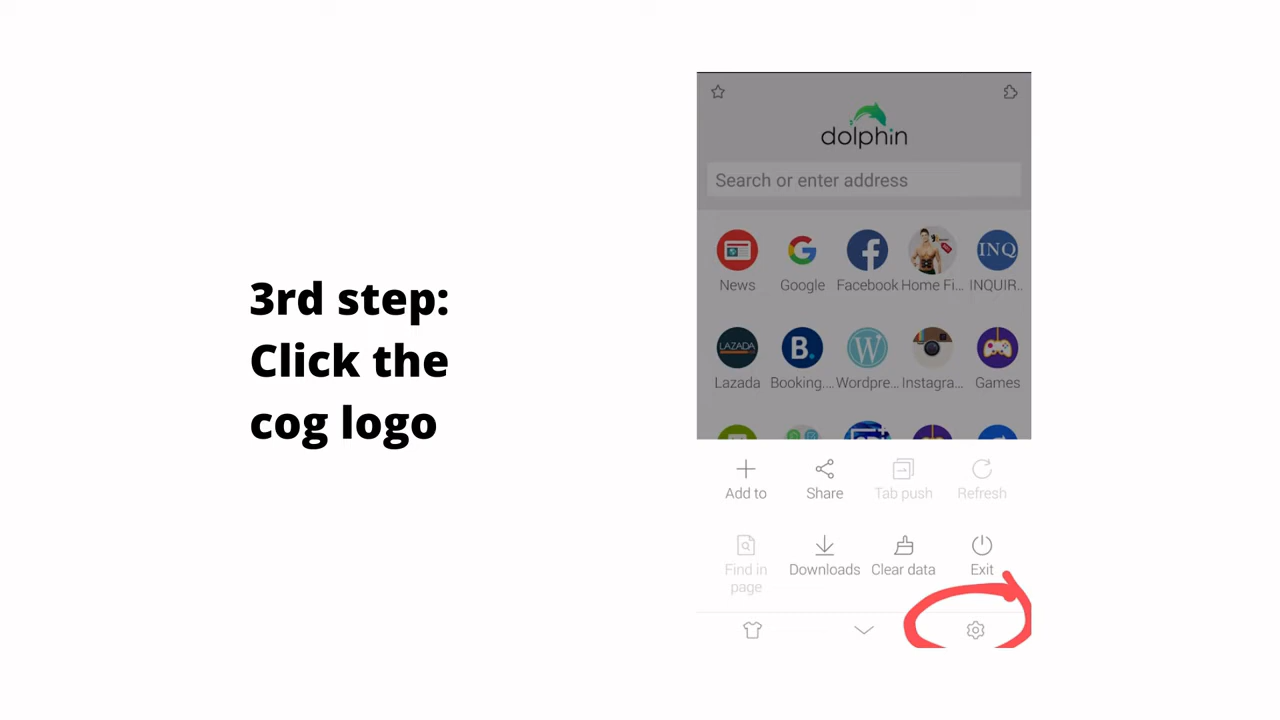 3rd step:
Click the
cog logo
dolphin
Search or enter address
News
Google
Facebook
Home Fi...
INQ
INQUIR..
LAZADA
Lazada
B.
Booking....
W
Wordpre...
Instagra...
Games
Add to
Share
Tab push
Refresh
Find in
page
Downloads
Clear data
Exit